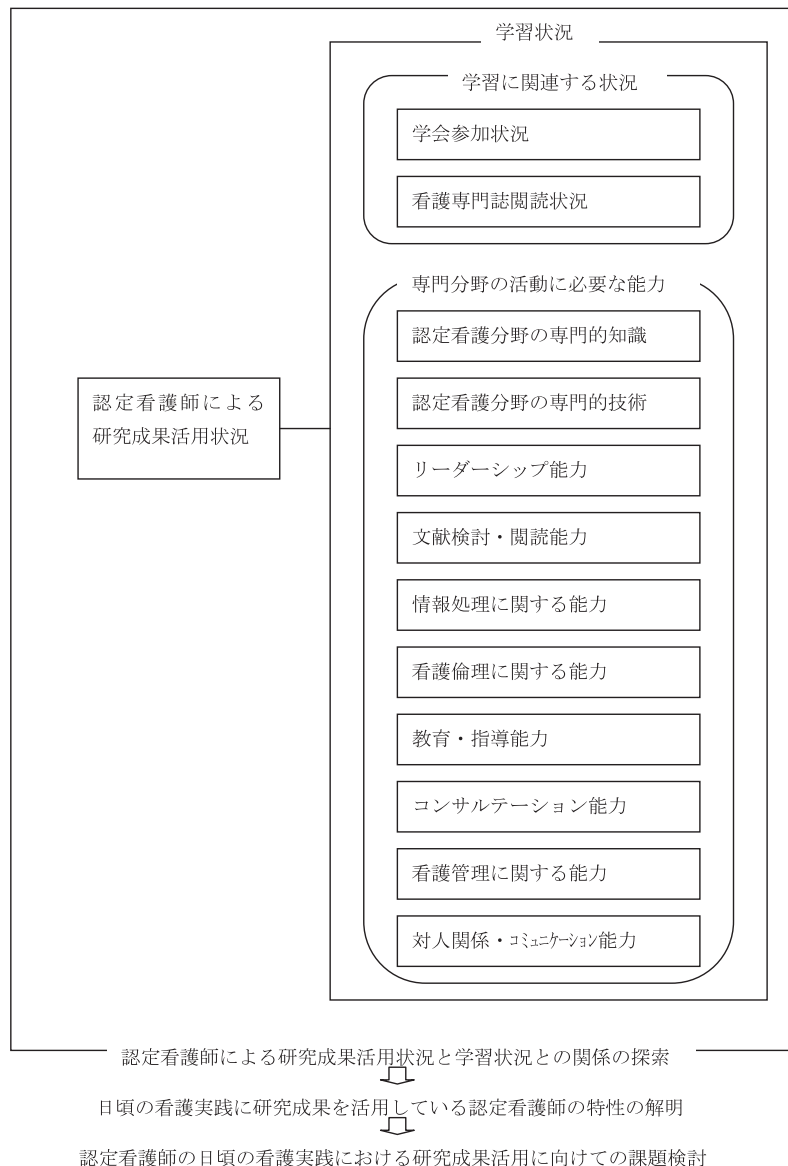 学習状況
学習に関連する状況
学会参加状況
看護専門誌閲読状況
専門分野の活動に必要な能力
認定看護分野の専門的知識
認定看護分野の専門的技術
認定看護師による
研究成果活用状況
リーダーシップ能力
文献検討・閲読能力
情報処理に関する能力
看護倫理に関する能力
教育・指導能力
コンサルテーション能力
看護管理に関する能力
対人関係・コミュニケーション能力
認定看護師による研究成果活用状況と学習状況との関係の探索
日頃の看護実践に研究成果を活用している認定看護師の特性の解明
認定看護師の日頃の看護実践における研究成果活用に向けての課題検討